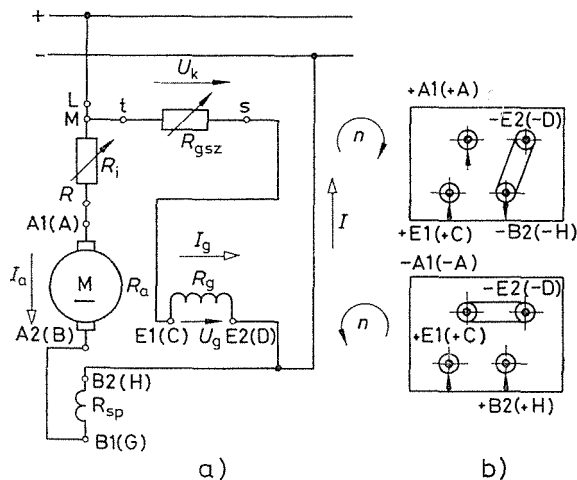 +
−
U_k
L
M
t
s
R_gsz
R_i
R
A1(A)
I_a
M
R_a
A2(B)
I_g
R_g
E1(C)
U_g
E2(D)
B2(H)
R_sp
B1(G)
I
a)
+A1(+A)
−E2(−D)
n
+E1(+C)
−B2(−H)
−A1(−A)
−E2(−D)
n
+E1(+C)
+B2(+H)
b)